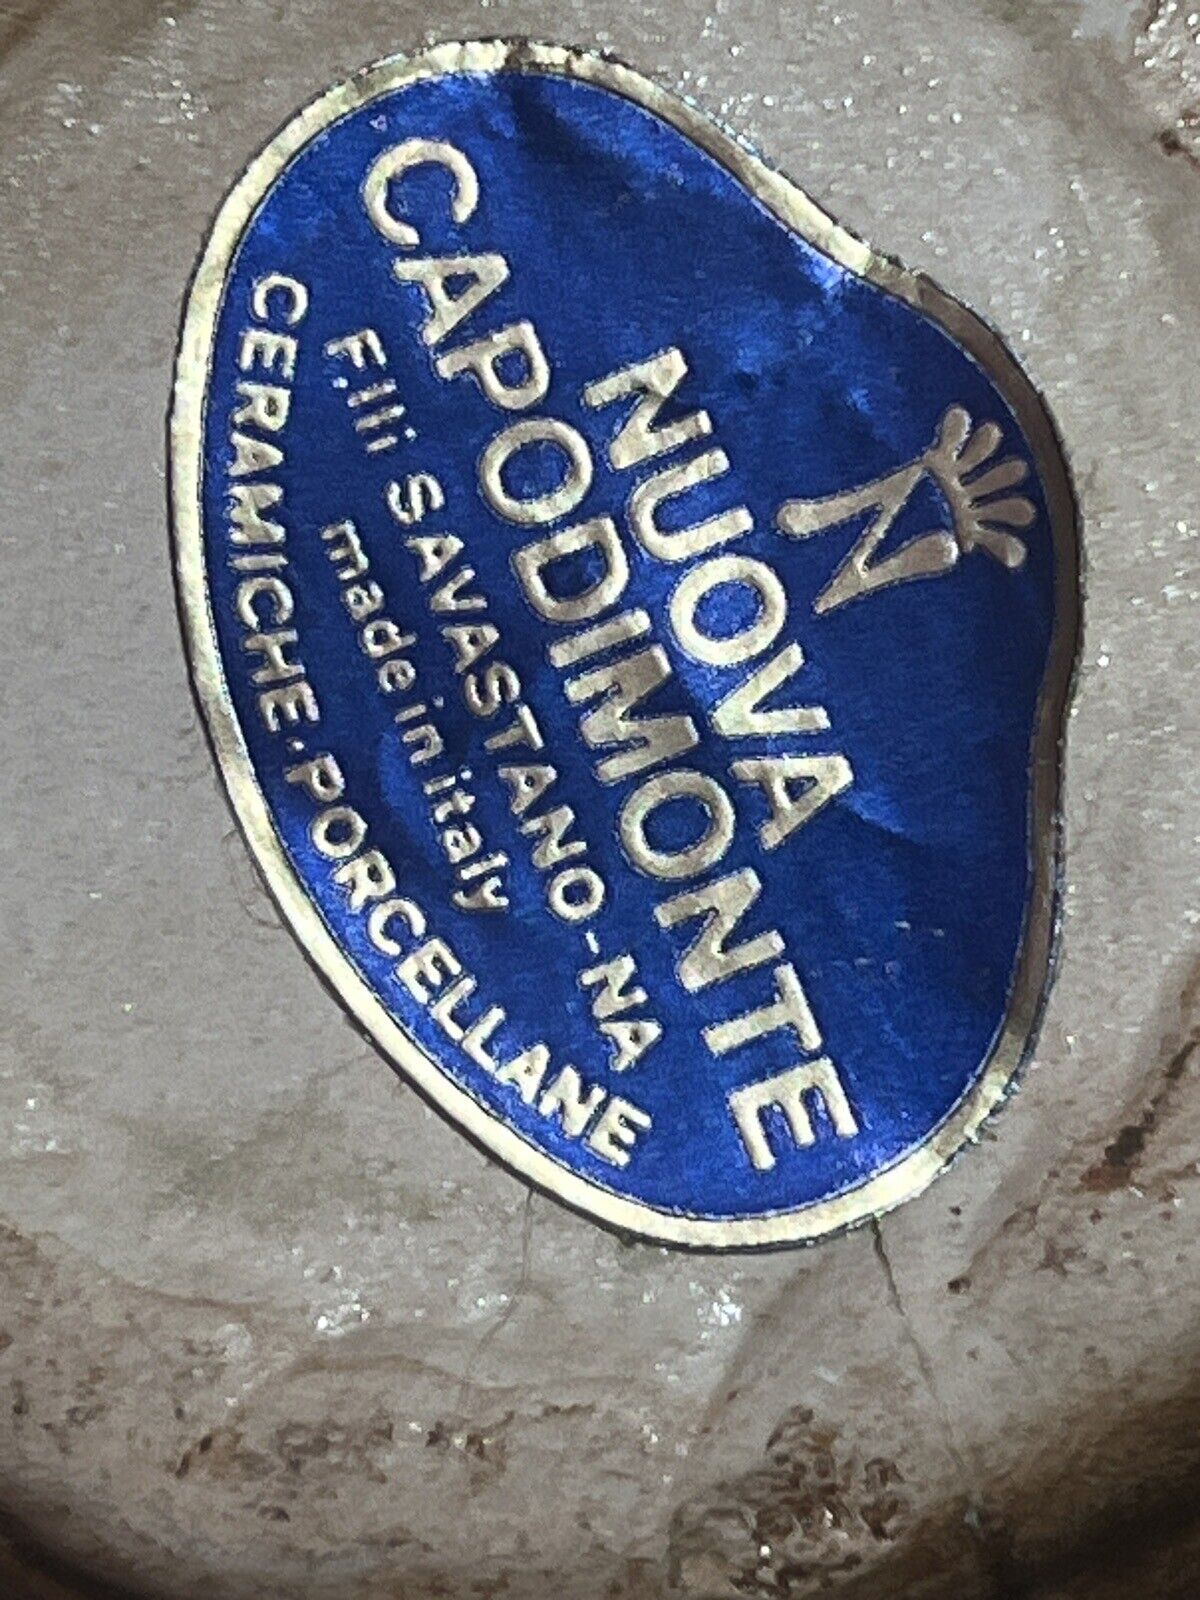 N
NUOVA
CAPODIMONTE
F.lli SAVASTANO-NA
made in italy
CERAMICHE·PORCELLANE